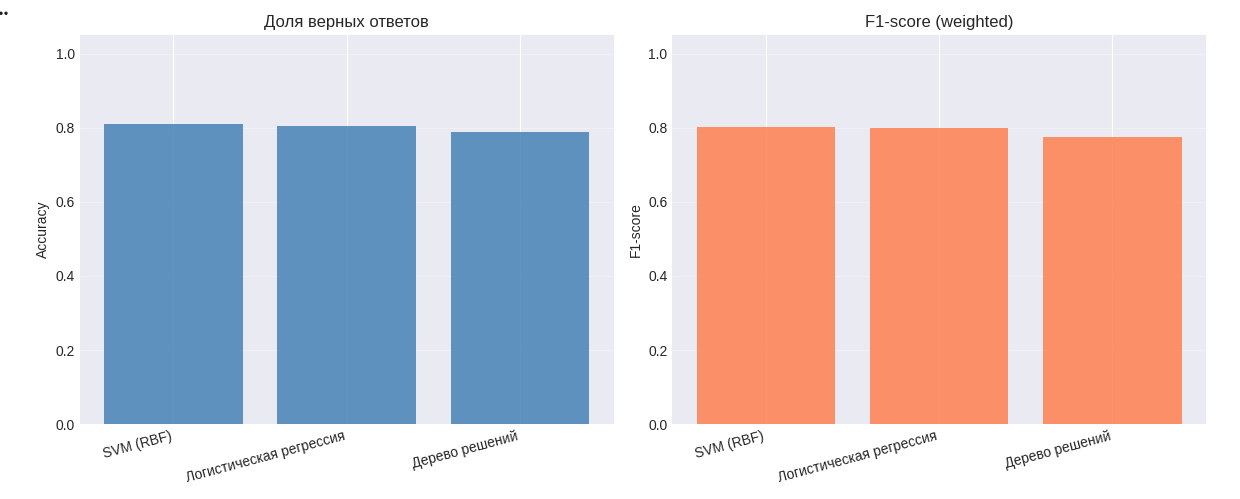 ..
Доля верных ответов
Accuracy
1.0
0.8
0.6
0.4
0.2
0.0
SVM (RBF)
Логистическая регрессия
Дерево решений
F1-score (weighted)
F1-score
1.0
0.8
0.6
0.4
0.2
0.0
SVM (RBF)
Логистическая регрессия
Дерево решений